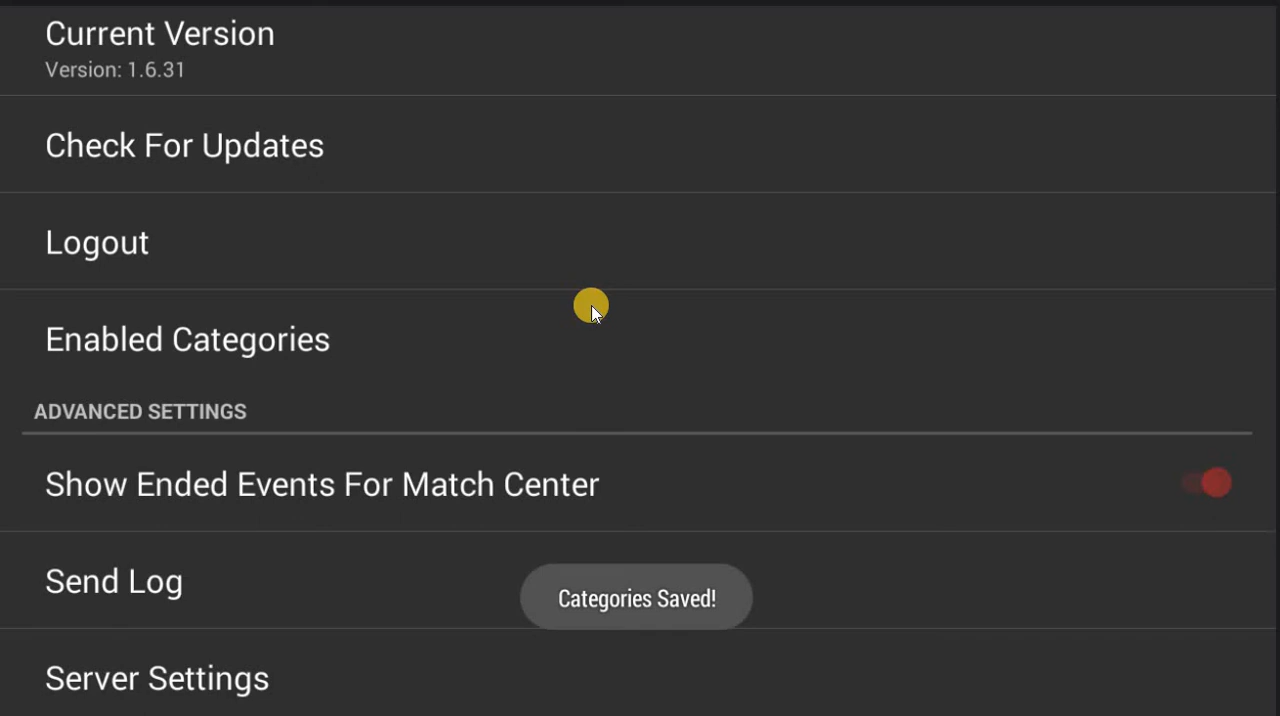 Current Version
Version: 1.6.31
Check For Updates
Logout
Enabled Categories
ADVANCED SETTINGS
Show Ended Events For Match Center
Send Log
Categories Saved!
Server Settings